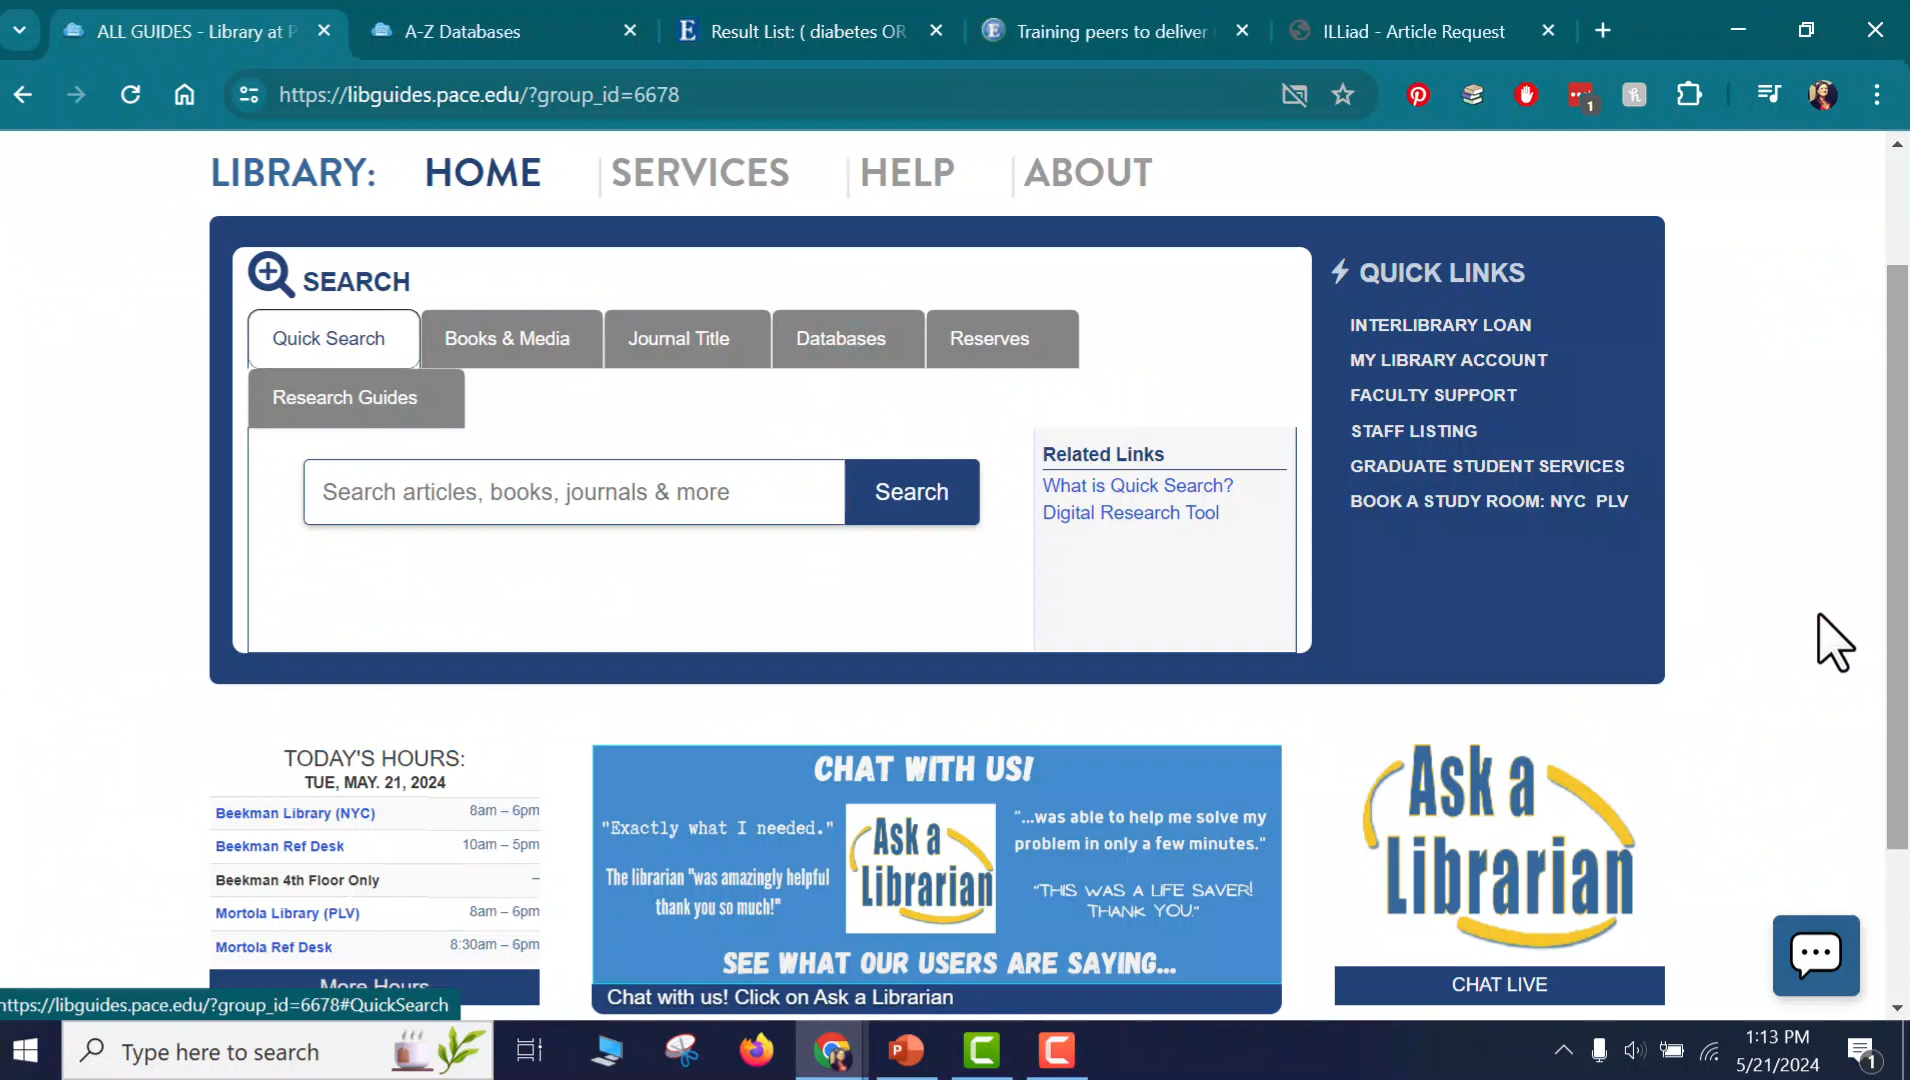 ALL GUIDES - Library at P
A-Z Databases
Result List: ( diabetes OR
Training peers to deliver
ILLiad - Article Request
https://libguides.pace.edu/?group_id=6678
1
LIBRARY: HOME SERVICES HELP ABOUT
SEARCH
Quick Search
Books & Media
Journal Title
Databases
Reserves
Research Guides
Search articles, books, journals & more
Search
Related Links
What is Quick Search?
Digital Research Tool
QUICK LINKS
INTERLIBRARY LOAN
MY LIBRARY ACCOUNT
FACULTY SUPPORT
STAFF LISTING
GRADUATE STUDENT SERVICES
BOOK A STUDY ROOM: NYC PLV
TODAY'S HOURS:
TUE, MAY. 21, 2024
Beekman Library (NYC) 8am – 6pm
Beekman Ref Desk 10am – 5pm
Beekman 4th Floor Only –
Mortola Library (PLV) 8am – 6pm
Mortola Ref Desk 8:30am – 6pm
More Hours
CHAT WITH US!
"Exactly what I needed."
The librarian "was amazingly helpful
thank you so much!"
Ask a
Librarian
"...was able to help me solve my
problem in only a few minutes."
"THIS WAS A LIFE SAVER!
THANK YOU."
SEE WHAT OUR USERS ARE SAYING...
Chat with us! Click on Ask a Librarian
Ask a
Librarian
CHAT LIVE
https://libguides.pace.edu/?group_id=6678#QuickSearch
Type here to search
1:13 PM
5/21/2024
1